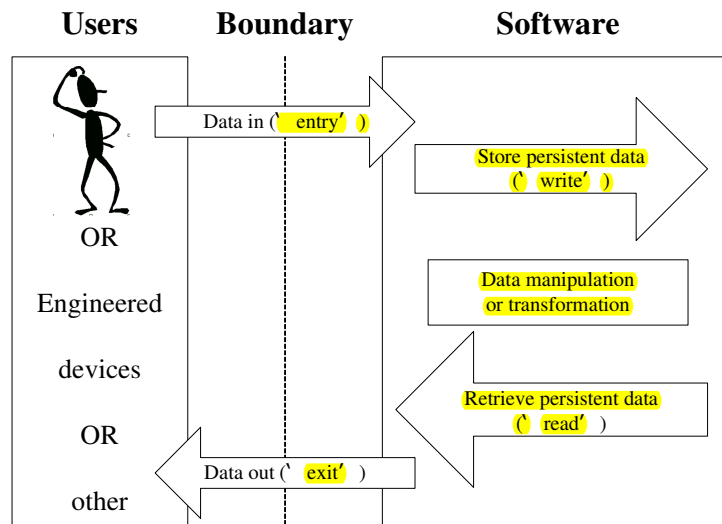 Users Boundary Software
Data in (‘ entry’ )
Store persistent data
(‘ write’ )
OR
Data manipulation
or transformation
Engineered
devices
Retrieve persistent data
(‘ read’ )
OR
Data out (‘ exit’ )
other